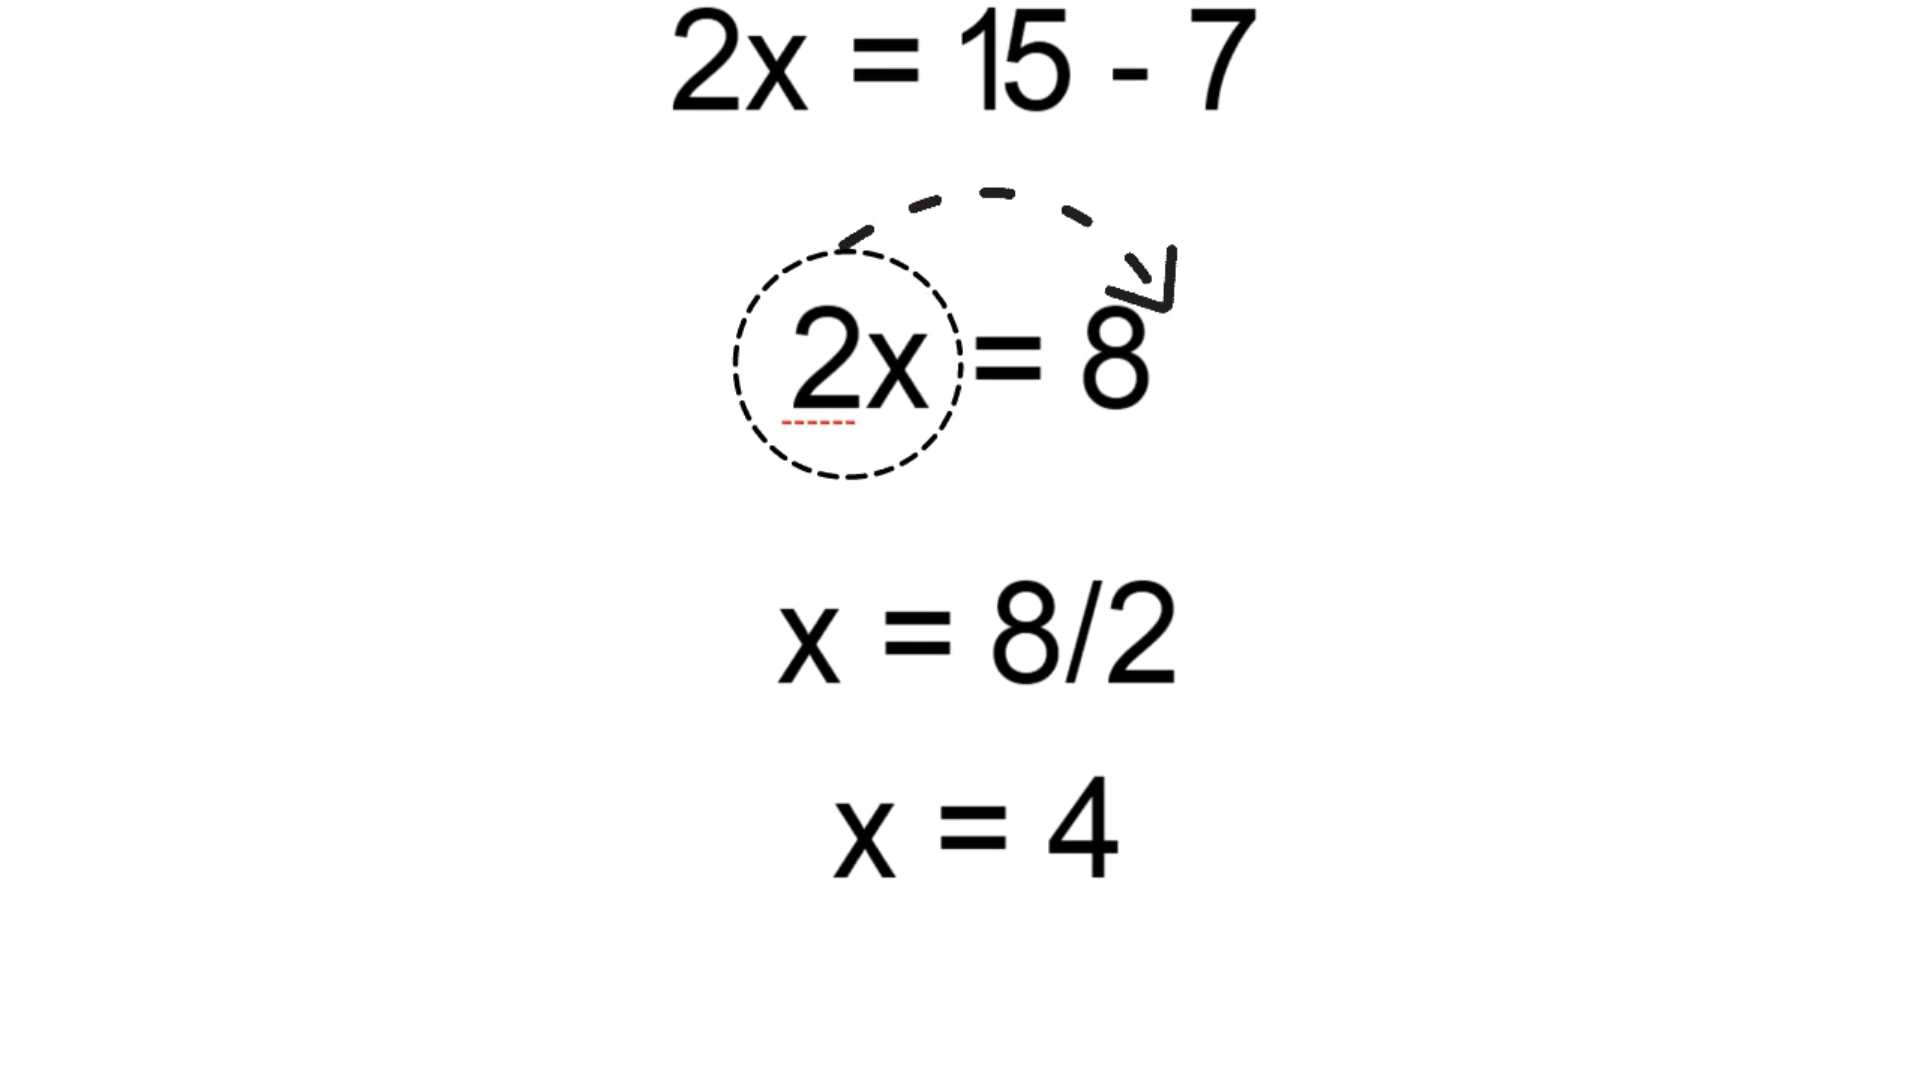 2x = 15 - 7
2x = 8
x = 8/2
x = 4